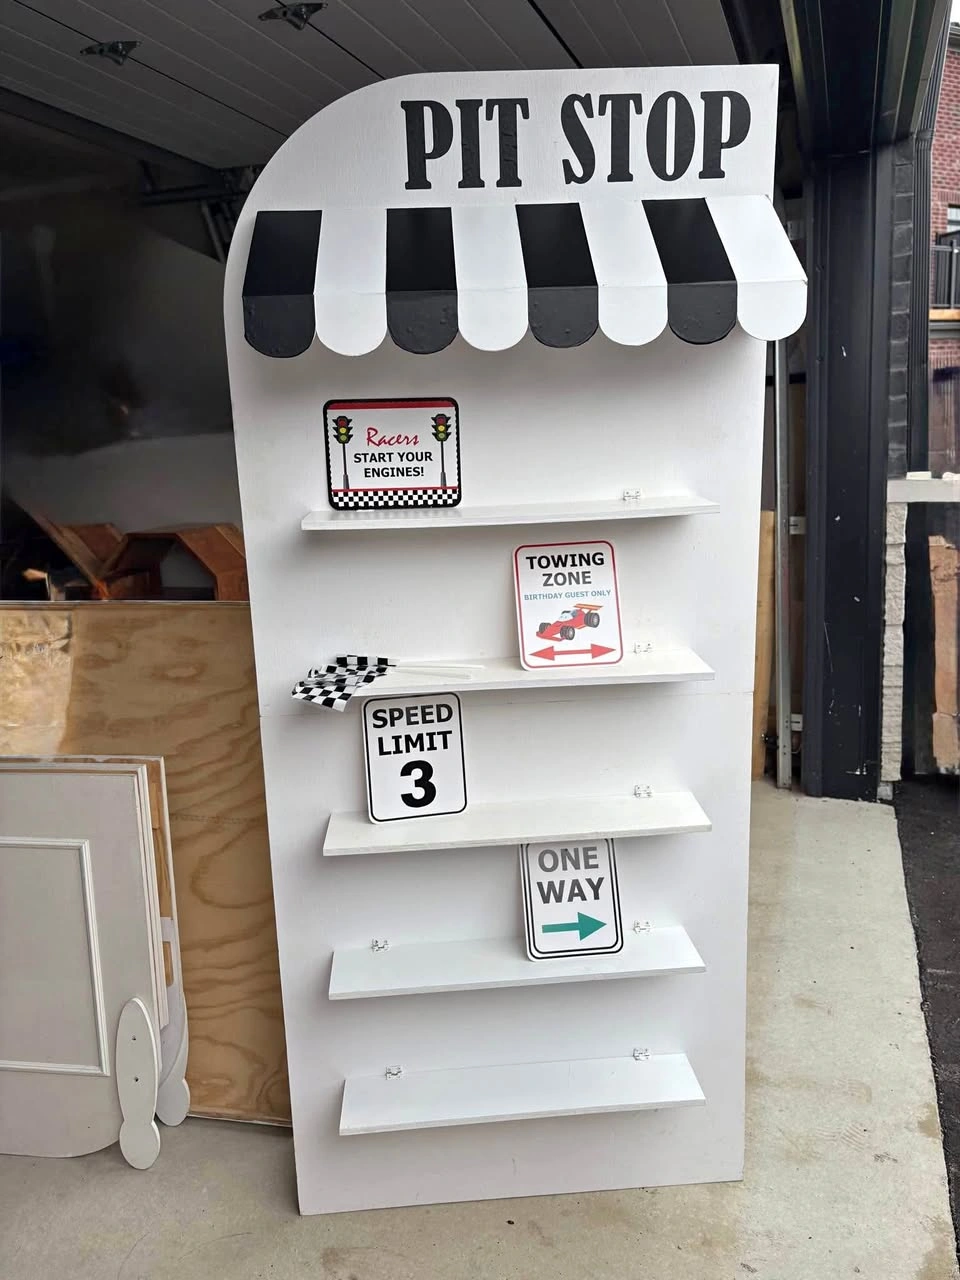 PIT STOP
Racers
START YOUR
ENGINES!
TOWING
ZONE
BIRTHDAY GUEST ONLY
SPEED
LIMIT
3
ONE
WAY